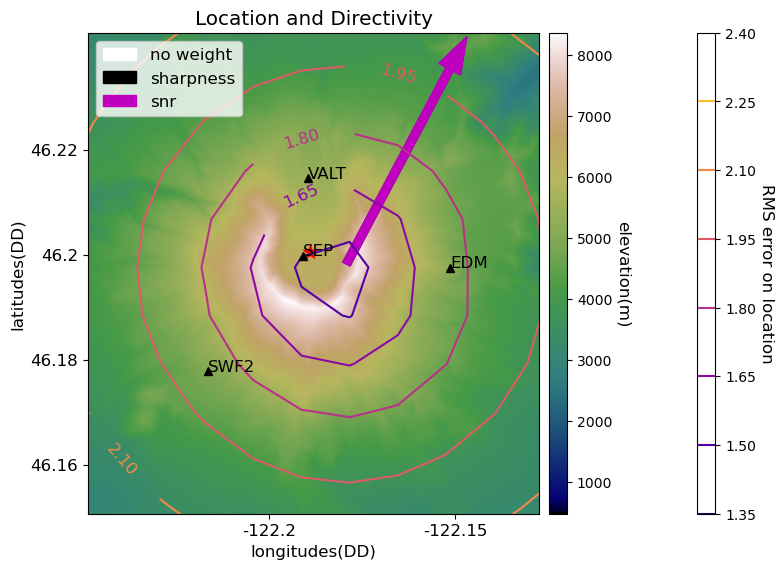 Location and Directivity
no weight
sharpness
snr
1.95
1.80
1.65
VALT
SEP
EDM
SWF2
2.10
46.22
46.2
46.18
46.16
latitudes(DD)
-122.2
-122.15
longitudes(DD)
8000
7000
6000
5000
4000
3000
2000
1000
elevation(m)
2.40
2.25
2.10
1.95
1.80
1.65
1.50
1.35
RMS error on location